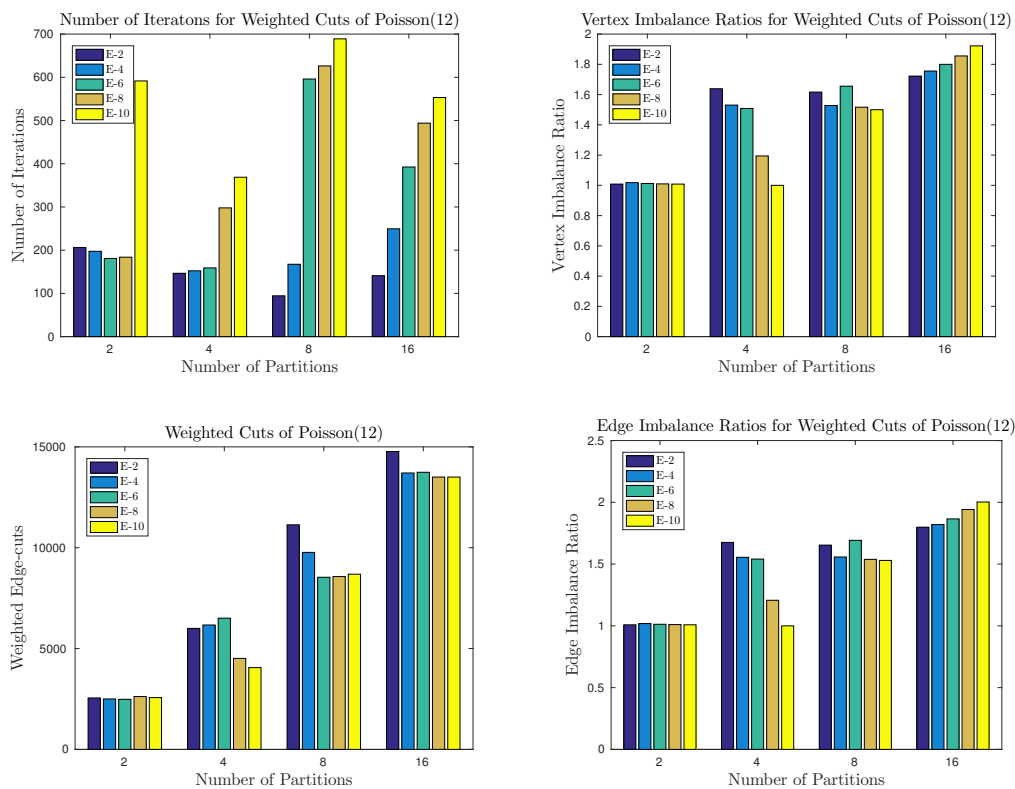 Number of Iteratons for Weighted Cuts of Poisson(12)
700
600
500
400
300
200
100
0
Number of Iterations
E-2
E-4
E-6
E-8
E-10
2 4 8 16
Number of Partitions
Vertex Imbalance Ratios for Weighted Cuts of Poisson(12)
2
1.8
1.6
1.4
1.2
1
0.8
0.6
0.4
0.2
0
Vertex Imbalance Ratio
E-2
E-4
E-6
E-8
E-10
2 4 8 16
Number of Partitions
Weighted Cuts of Poisson(12)
15000
10000
5000
0
Weighted Edge-cuts
E-2
E-4
E-6
E-8
E-10
2 4 8 16
Number of Partitions
Edge Imbalance Ratios for Weighted Cuts of Poisson(12)
2.5
2
1.5
1
0.5
0
Edge Imbalance Ratio
E-2
E-4
E-6
E-8
E-10
2 4 8 16
Number of Partitions